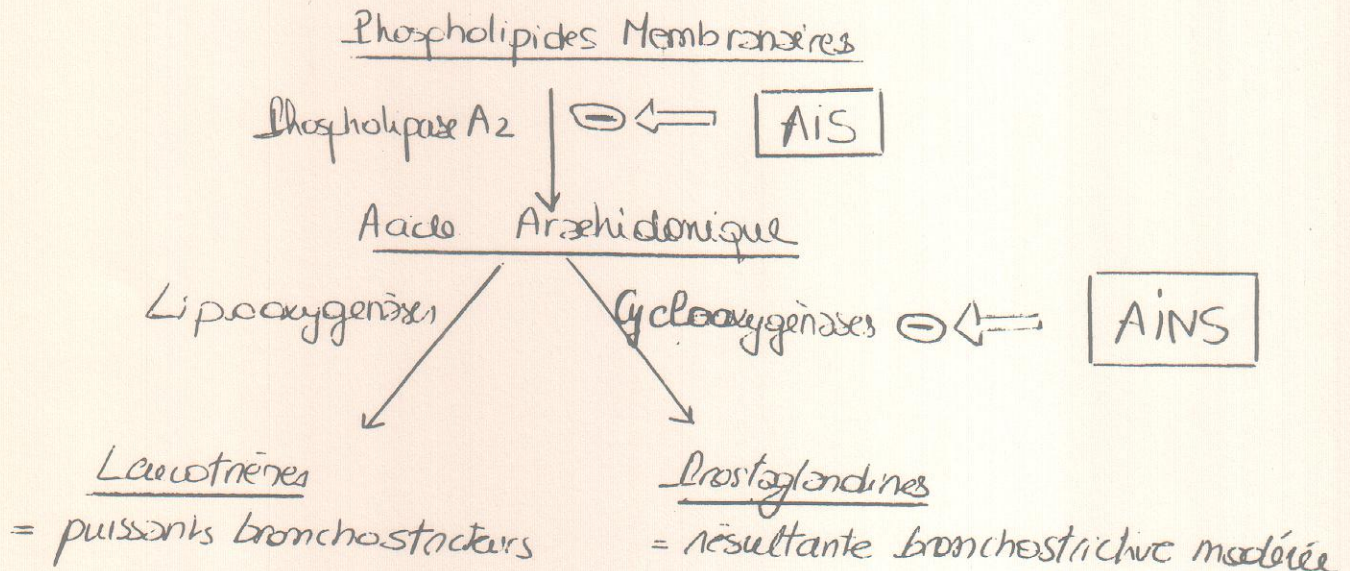 Phospholipides Membranaires
Phospholipase A2 ⊖ ⇐ AiS
Acide Arachidonique
Lipooxygénases Cyclooxygénases ⊖ ⇐ AiNS
Leucotriènes Prostaglandines
= puissants bronchostricteurs = résultante bronchostrictive modérée